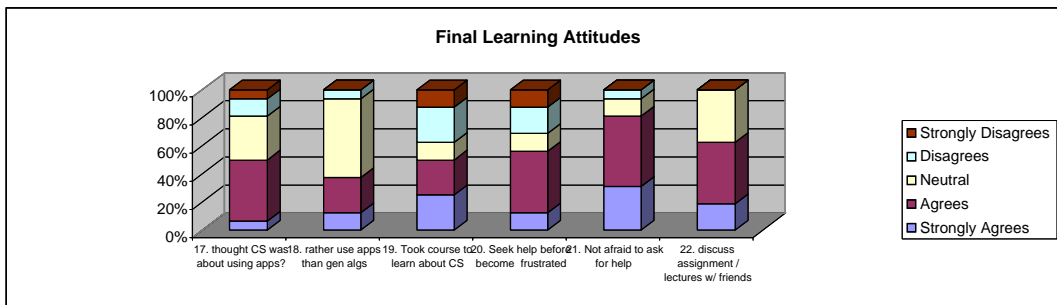 Final Learning Attitudes
100%
80%
60%
40%
20%
0%
17. thought CS was
about using apps?
18. rather use apps
than gen algs
19. Took course to
learn about CS
20. Seek help before
become frustrated
21. Not afraid to ask
for help
22. discuss
assignment /
lectures w/ friends
Strongly Disagrees
Disagrees
Neutral
Agrees
Strongly Agrees